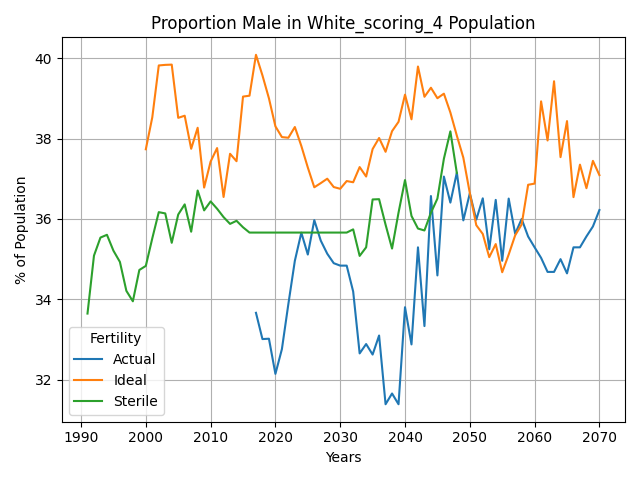 Proportion Male in White_scoring_4 Population
% of Population
40
38
36
34
32
Fertility
Actual
Ideal
Sterile
1990 2000 2010 2020 2030 2040 2050 2060 2070
Years